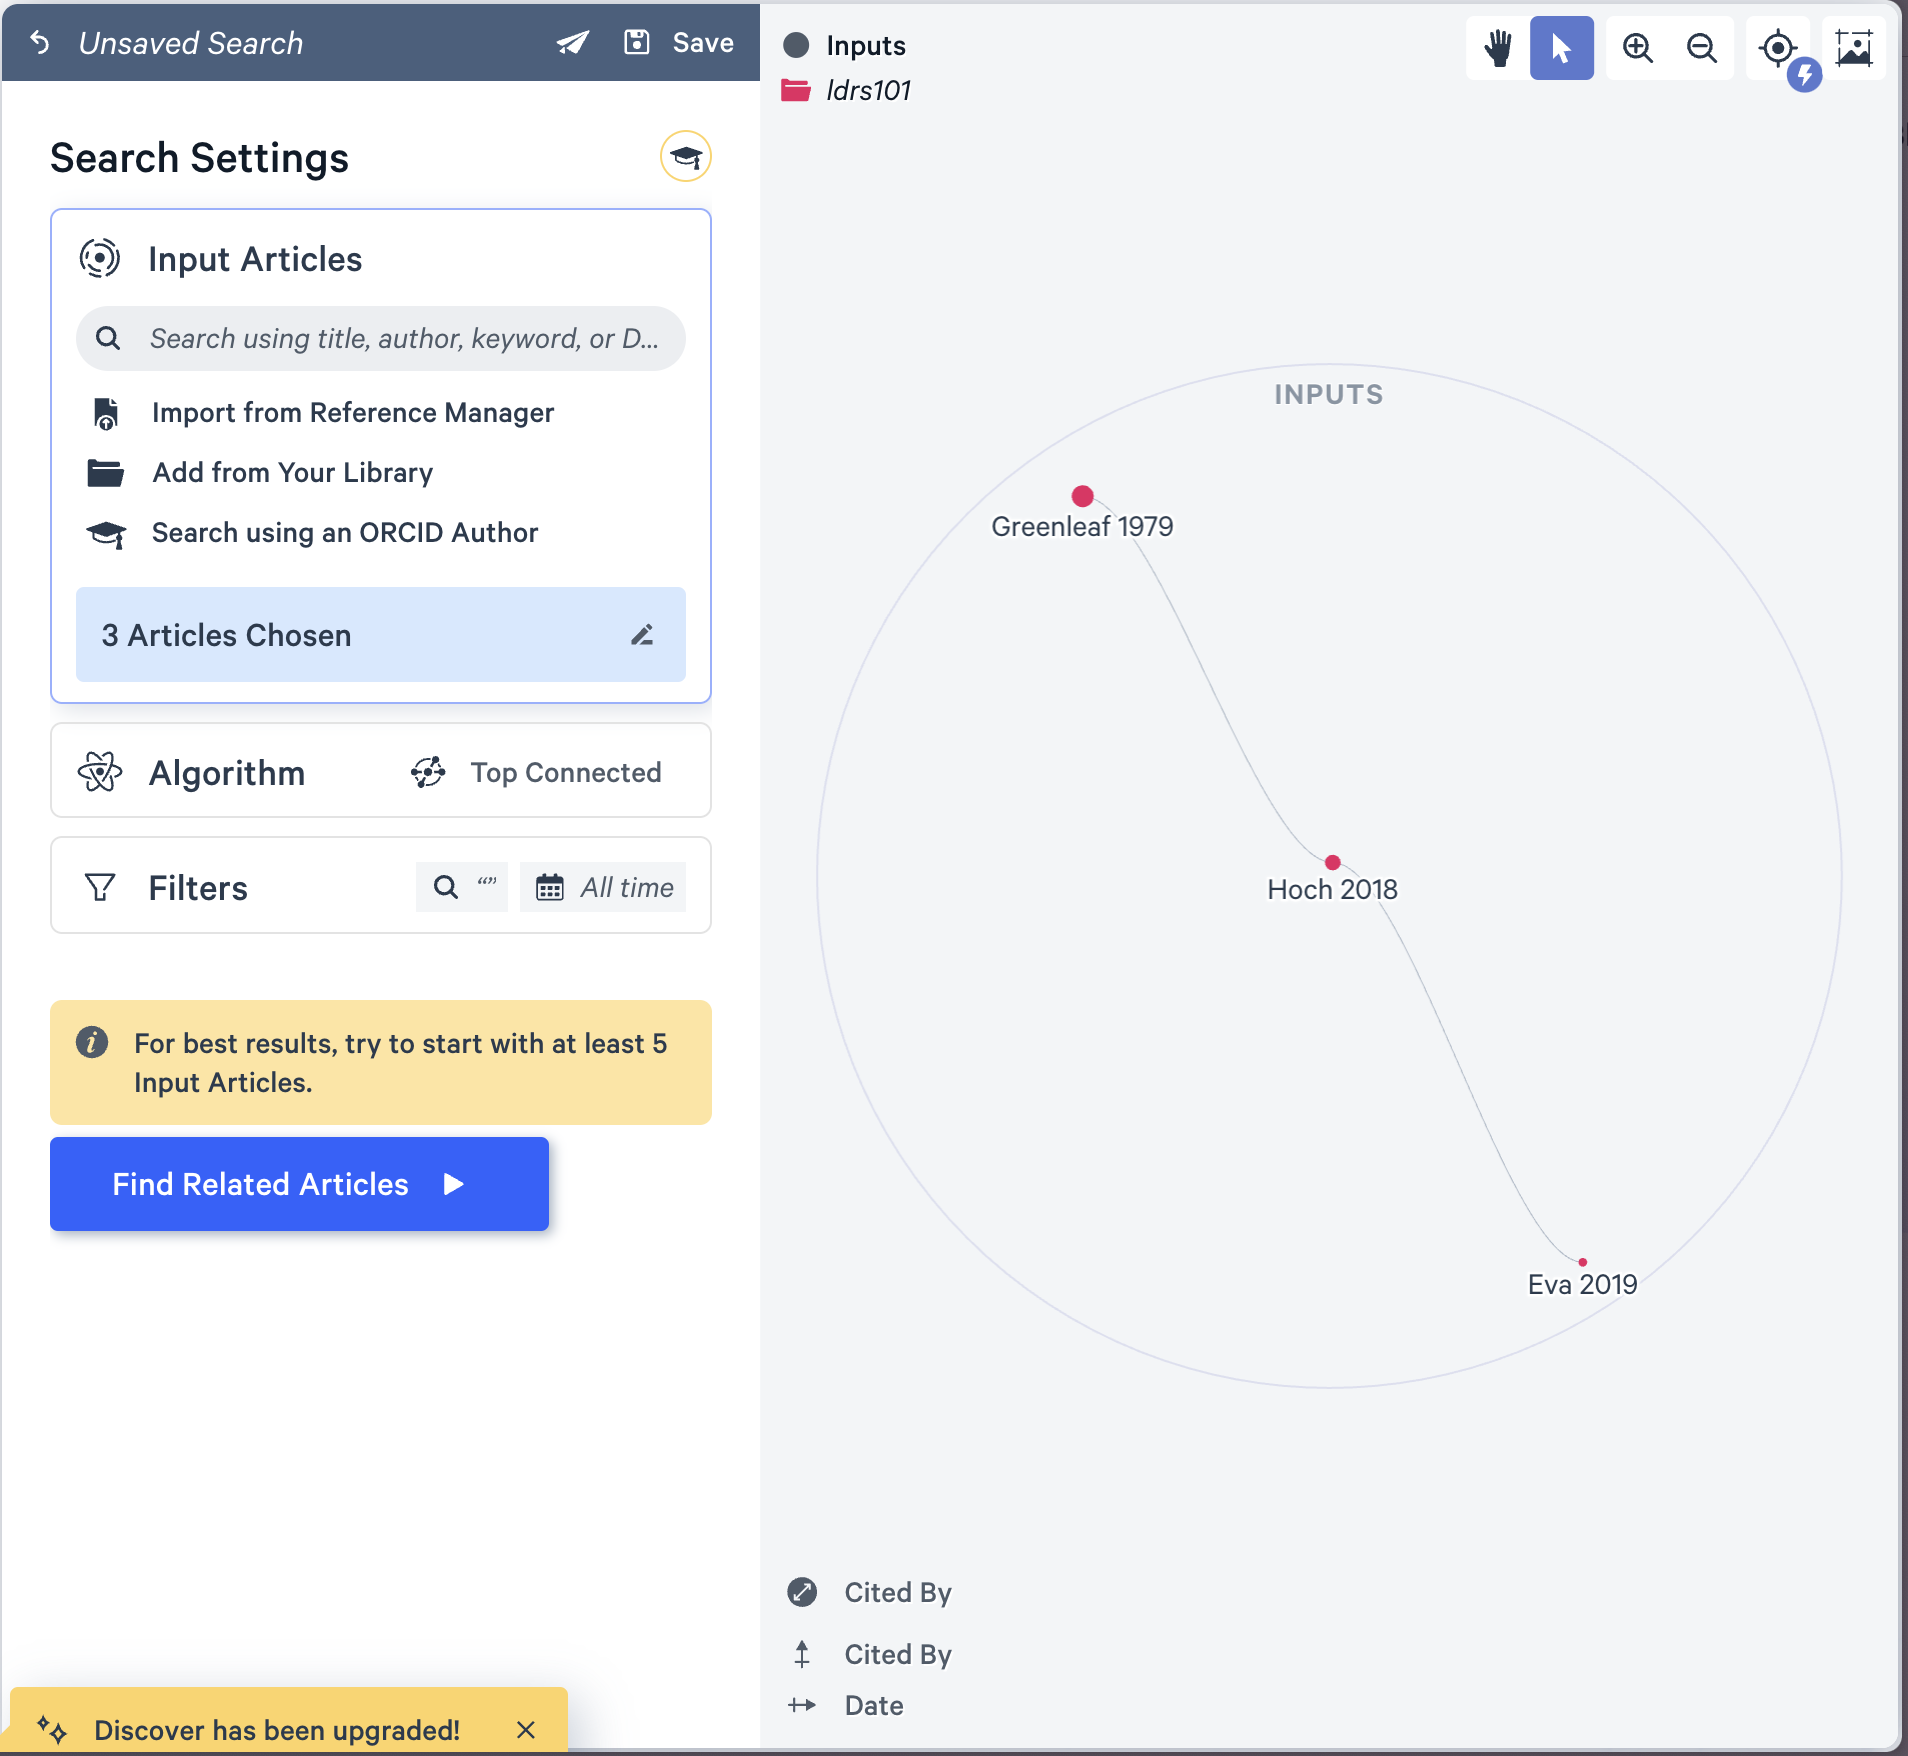 Unsaved Search
Save
Search Settings
Input Articles
Search using title, author, keyword, or D...
Import from Reference Manager
Add from Your Library
Search using an ORCID Author
3 Articles Chosen
Algorithm
Top Connected
Filters
“”
All time
For best results, try to start with at least 5
Input Articles.
Find Related Articles
Discover has been upgraded!
Inputs
ldrs101
INPUTS
Greenleaf 1979
Hoch 2018
Eva 2019
Cited By
Cited By
Date